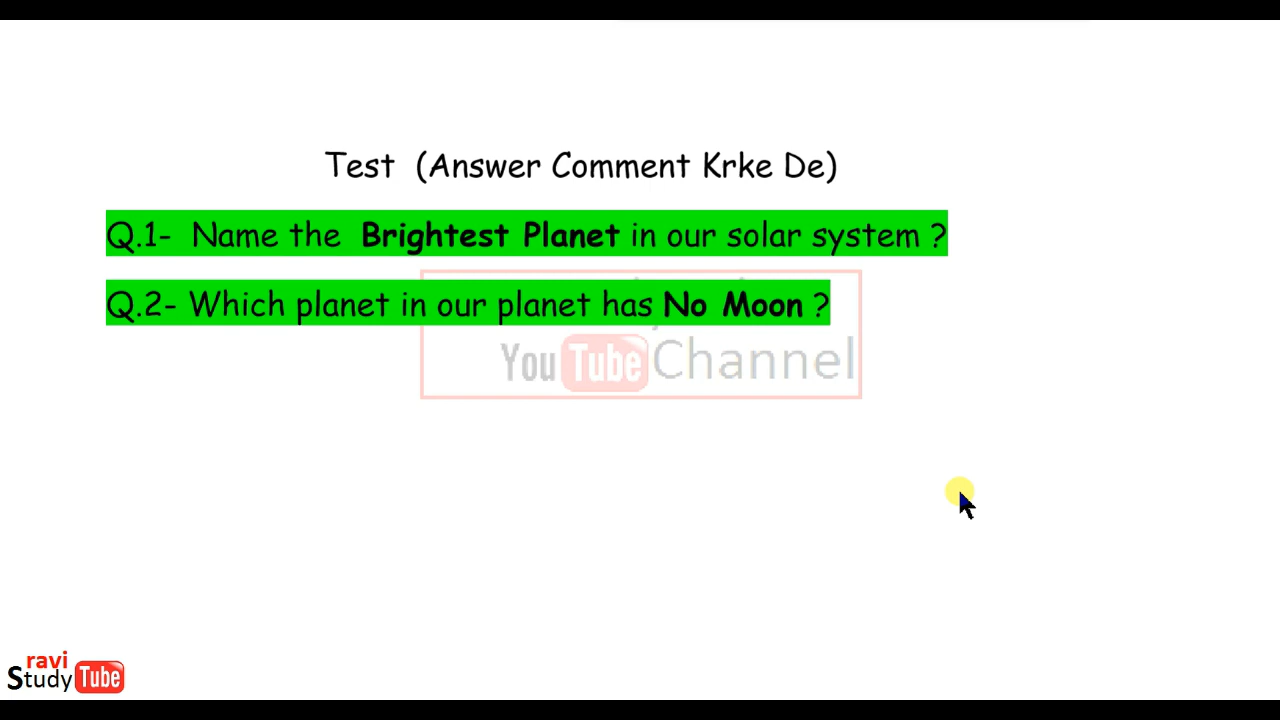 Test (Answer Comment Krke De)
Q.1- Name the Brightest Planet in our solar system ?
Q.2- Which planet in our planet has No Moon ?
YouTube Channel
ravi
Study Tube